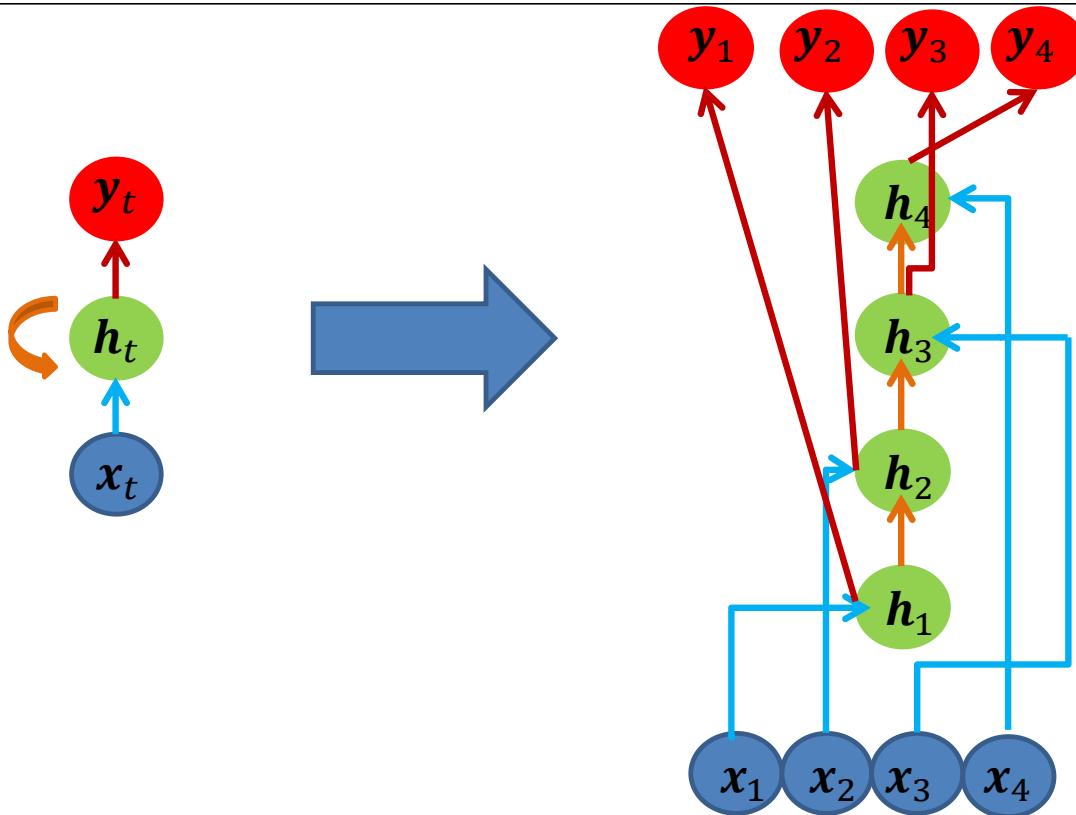 y₁ y₂ y₃ y₄
yₜ
h₄
hₜ
h₃
xₜ
h₂
h₁
x₁ x₂ x₃ x₄